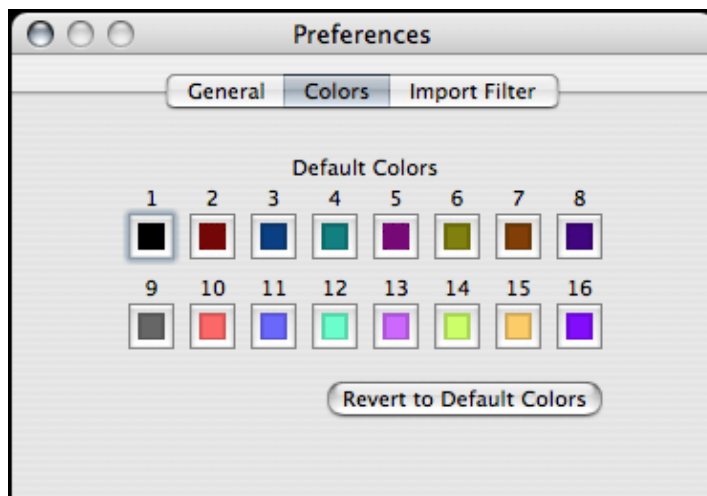 Preferences
General Colors Import Filter
Default Colors
1 2 3 4 5 6 7 8
9 10 11 12 13 14 15 16
Revert to Default Colors